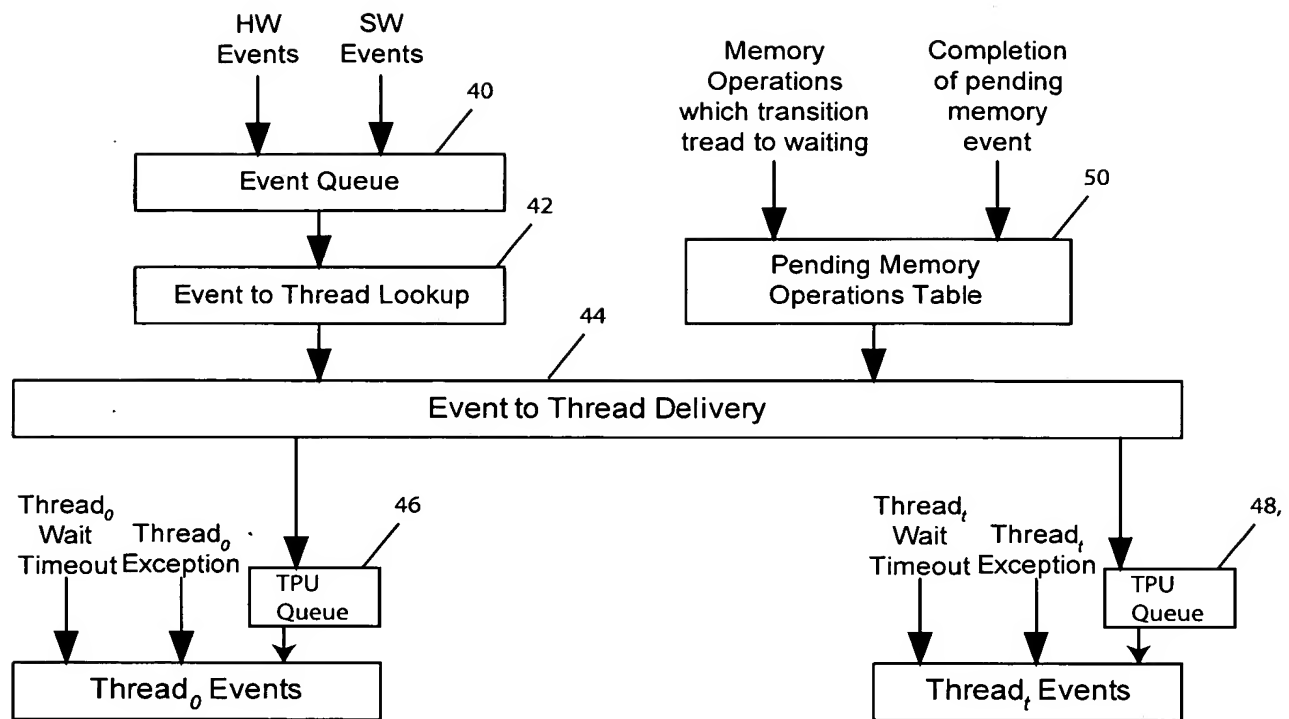 HW
Events
SW
Events
40
Event Queue
42
Event to Thread Lookup
Memory
Operations
which transition
tread to waiting
Completion
of pending
memory
event
50
Pending Memory
Operations Table
44
Event to Thread Delivery
Thread0
Wait
Timeout
Thread0
Exception
46
TPU
Queue
Thread0 Events
Threadt
Wait
Timeout
Threadt
Exception
48,
TPU
Queue
Threadt Events